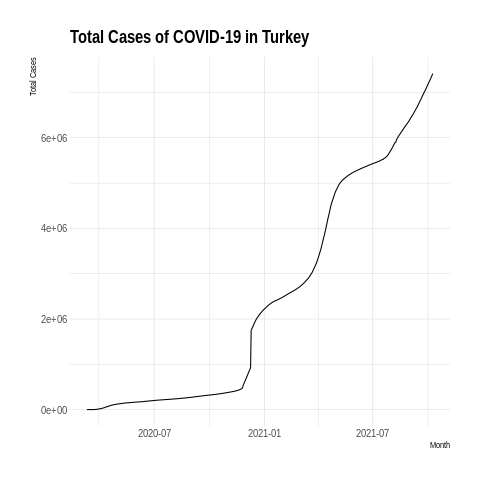 Total Cases of COVID-19 in Turkey
Total Cases
6e+06
4e+06
2e+06
0e+00
2020-07
2021-01
2021-07
Month